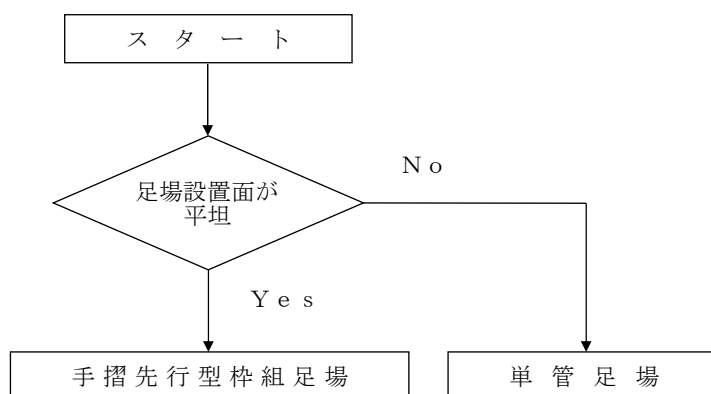 スタート
No
足場設置面が
平坦
Yes
手摺先行型枠組足場
単管足場